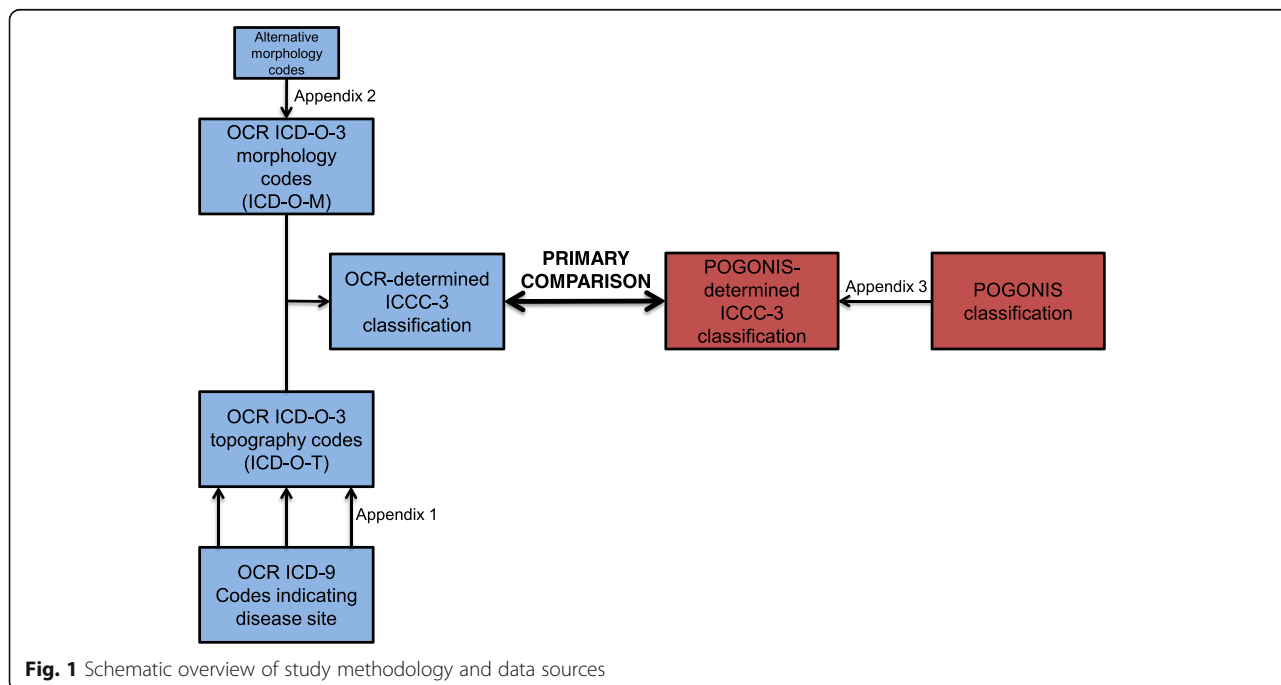 Alternative
morphology
codes
Appendix 2
OCR ICD-O-3
morphology
codes
(ICD-O-M)
OCR-determined
ICCC-3
classification
PRIMARY
COMPARISON
POGONIS-
determined
ICCC-3
classification
Appendix 3
POGONIS
classification
OCR ICD-O-3
topography codes
(ICD-O-T)
Appendix 1
OCR ICD-9
Codes indicating
disease site
Fig. 1 Schematic overview of study methodology and data sources